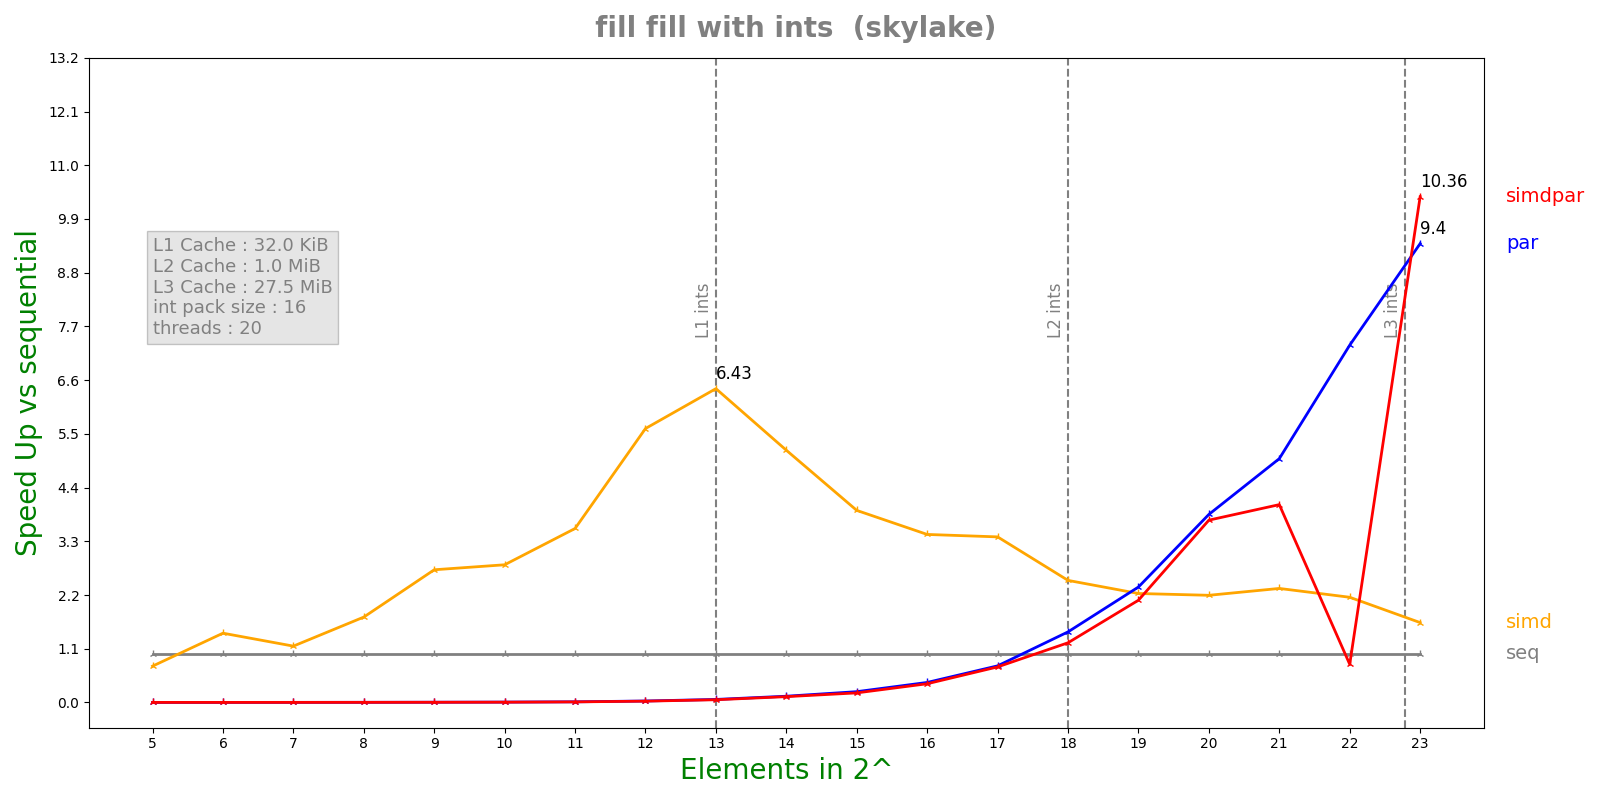 fill fill with ints  (skylake)
Speed Up vs sequential
13.2
12.1
11.0
9.9
8.8
7.7
6.6
5.5
4.4
3.3
2.2
1.1
0.0
L1 Cache : 32.0 KiB
L2 Cache : 1.0 MiB
L3 Cache : 27.5 MiB
int pack size : 16
threads : 20
L1 ints
L2 ints
L3 ints
6.43
10.36
9.4
simdpar
par
simd
seq
5 6 7 8 9 10 11 12 13 14 15 16 17 18 19 20 21 22 23
Elements in 2^